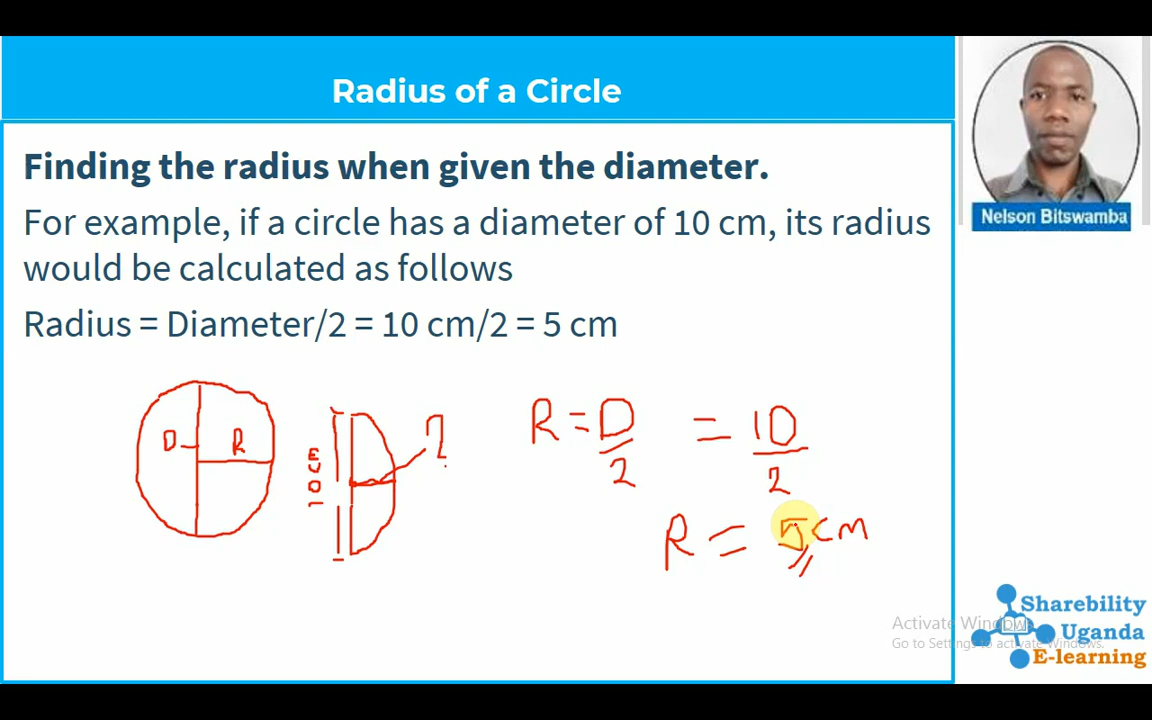 Radius of a Circle
Finding the radius when given the diameter.
For example, if a circle has a diameter of 10 cm, its radius
would be calculated as follows
Radius = Diameter/2 = 10 cm/2 = 5 cm
D
R
10cm
?
R = D/2 = 10/2
R = 5cm
Nelson Bitswamba
Activate Windows
Go to Settings to activate Windows.
Sharebility
Uganda
E-learning